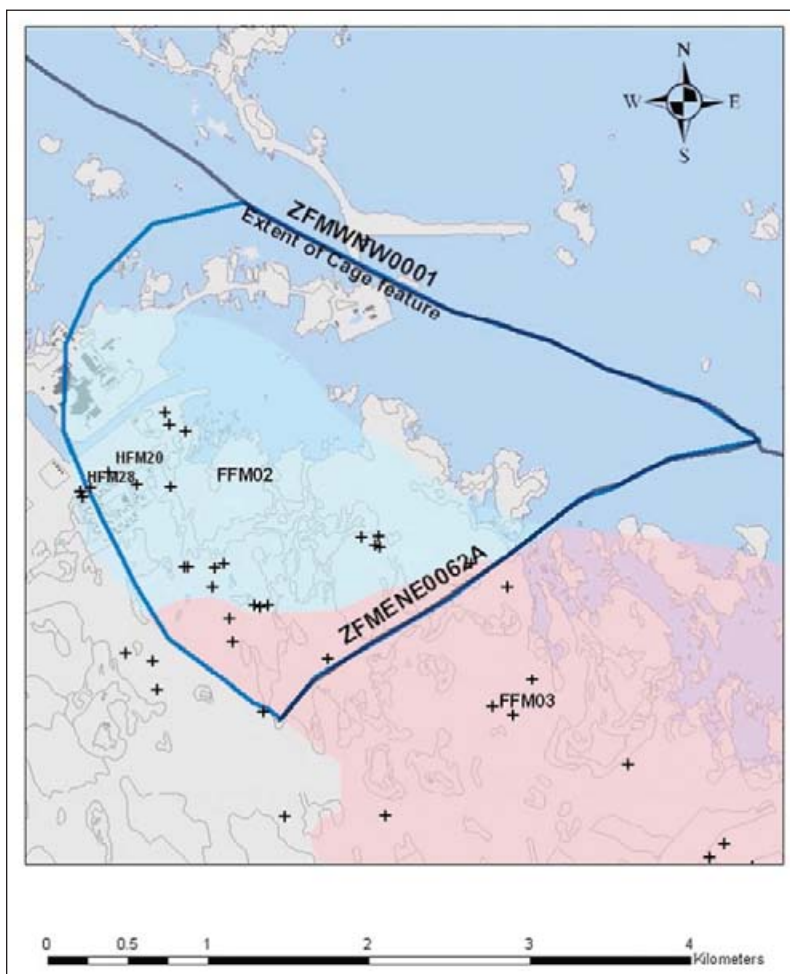 N
W E
S
ZFMWNW0001
Extent of Cage feature
HFM20
HFM28
FFM02
ZFMENE0062A
FFM03
0 0.5 1 2 3 4
Kilometers